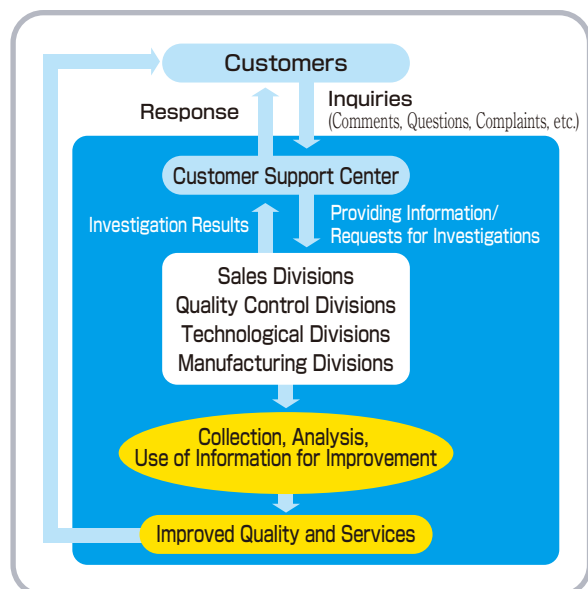 Customers
Response
Inquiries
(Comments, Questions, Complaints, etc.)
Customer Support Center
Investigation Results
Providing Information/
Requests for Investigations
Sales Divisions
Quality Control Divisions
Technological Divisions
Manufacturing Divisions
Collection, Analysis,
Use of Information for Improvement
Improved Quality and Services